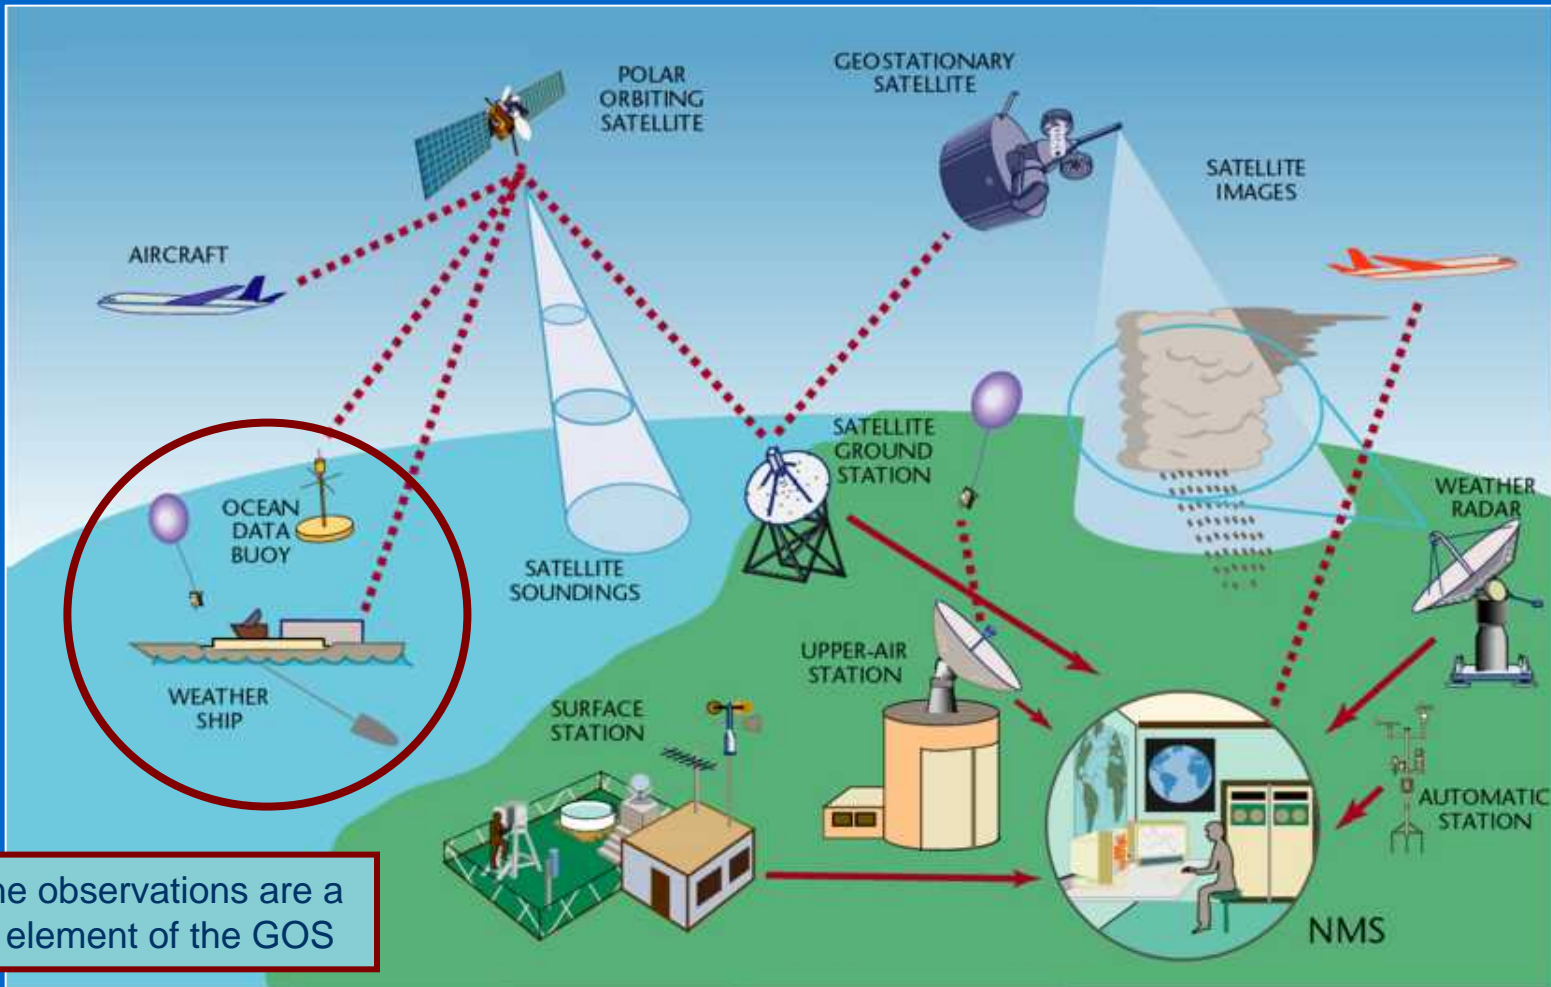 POLAR
ORBITING
SATELLITE
GEOSTATIONARY
SATELLITE
SATELLITE
IMAGES
AIRCRAFT
OCEAN
DATA
BUOY
SATELLITE
SOUNDINGS
SATELLITE
GROUND
STATION
WEATHER
RADAR
WEATHER
SHIP
SURFACE
STATION
UPPER-AIR
STATION
AUTOMATIC
STATION
NMS
observations are a
element of the GOS